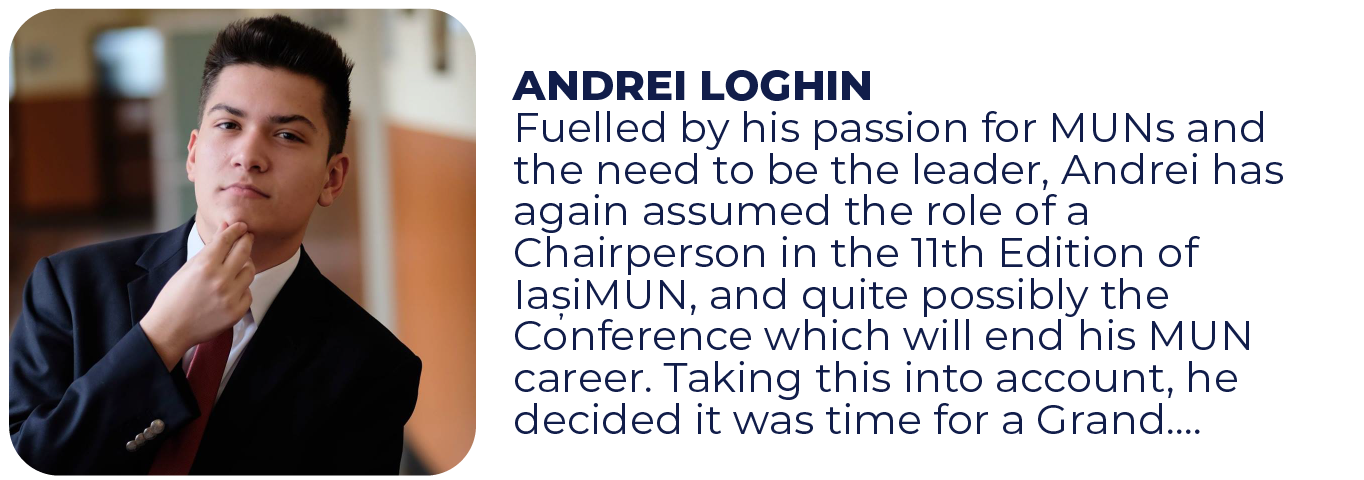 ANDREI LOGHIN
Fuelled by his passion for MUNs and
the need to be the leader, Andrei has
again assumed the role of a
Chairperson in the 11th Edition of
IașiMUN, and quite possibly the
Conference which will end his MUN
career. Taking this into account, he
decided it was time for a Grand....